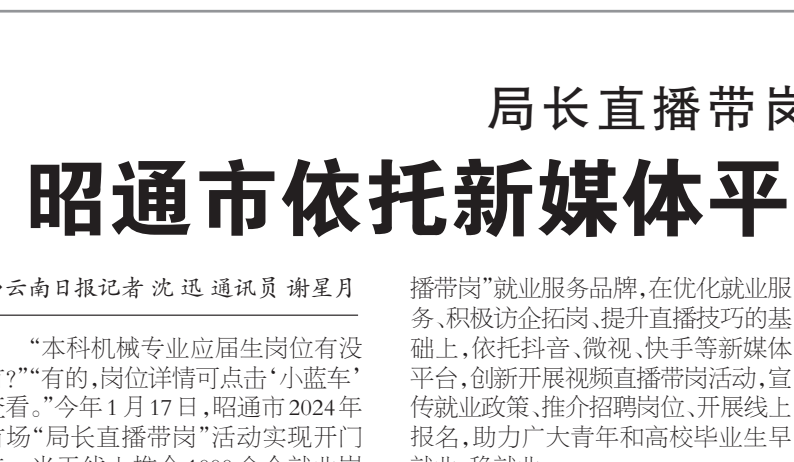 局长直播带岗
昭通市依托新媒体平
云南日报记者 沈 迅 通讯员 谢星月
“本科机械专业应届生岗位有没
?”“有的，岗位详情可点击‘小蓝车’
查看。”今年1月17日，昭通市2024年
首场“局长直播带岗”活动实现开门
播带岗”就业服务品牌，在优化就业服
务、积极访企拓岗、提升直播技巧的基
础上，依托抖音、微视、快手等新媒体
平台，创新开展视频直播带岗活动，宣
传就业政策、推介招聘岗位、开展线上
报名，助力广大青年和高校毕业生早